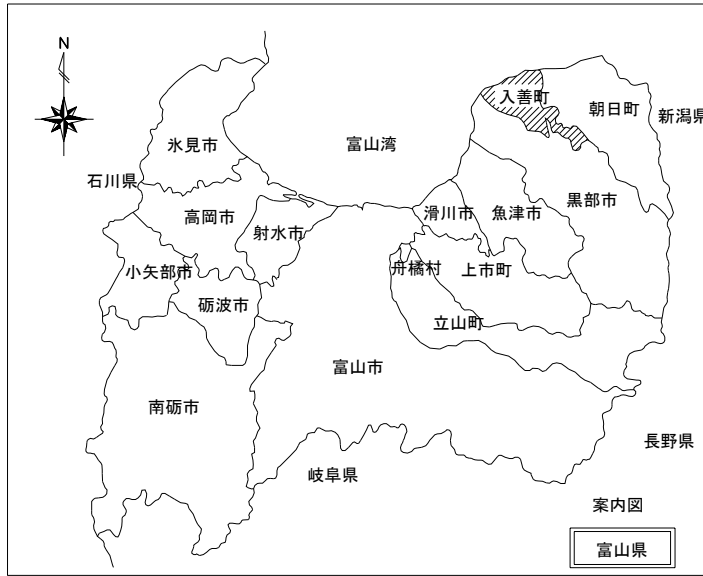 N
入善町
朝日町
新潟県
氷見市
富山湾
石川県
黒部市
高岡市
射水市
滑川市
魚津市
小矢部市
舟橋村
上市町
砺波市
立山町
富山市
南砺市
長野県
岐阜県
案内図
富山県